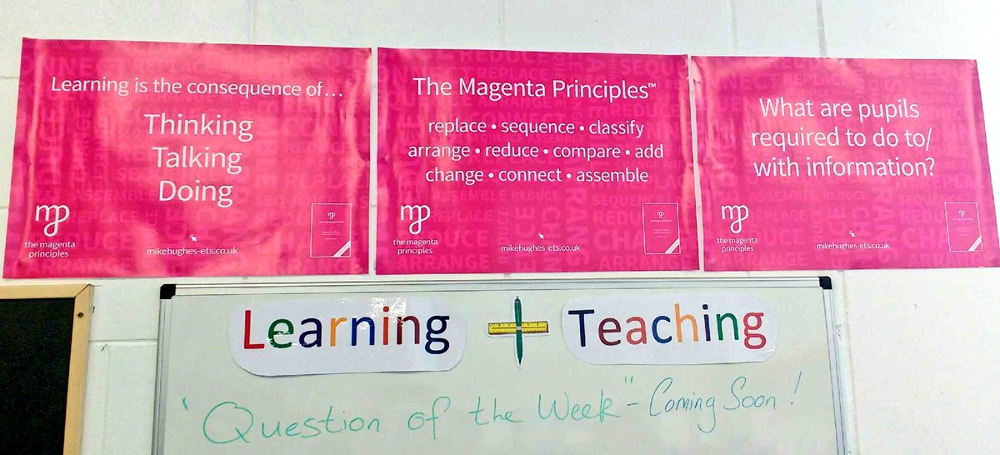 Learning is the consequence of...
Thinking
Talking
Doing
mp
the magenta
principles
mikehughes-ets.co.uk
The Magenta Principles™
replace • sequence • classify
arrange • reduce • compare • add
change • connect • assemble
mp
the magenta
principles
mikehughes-ets.co.uk
What are pupils
required to do to/
with information?
mp
the magenta
principles
mikehughes-ets.co.uk
Learning Teaching
'Question of the Week" - Coming Soon!